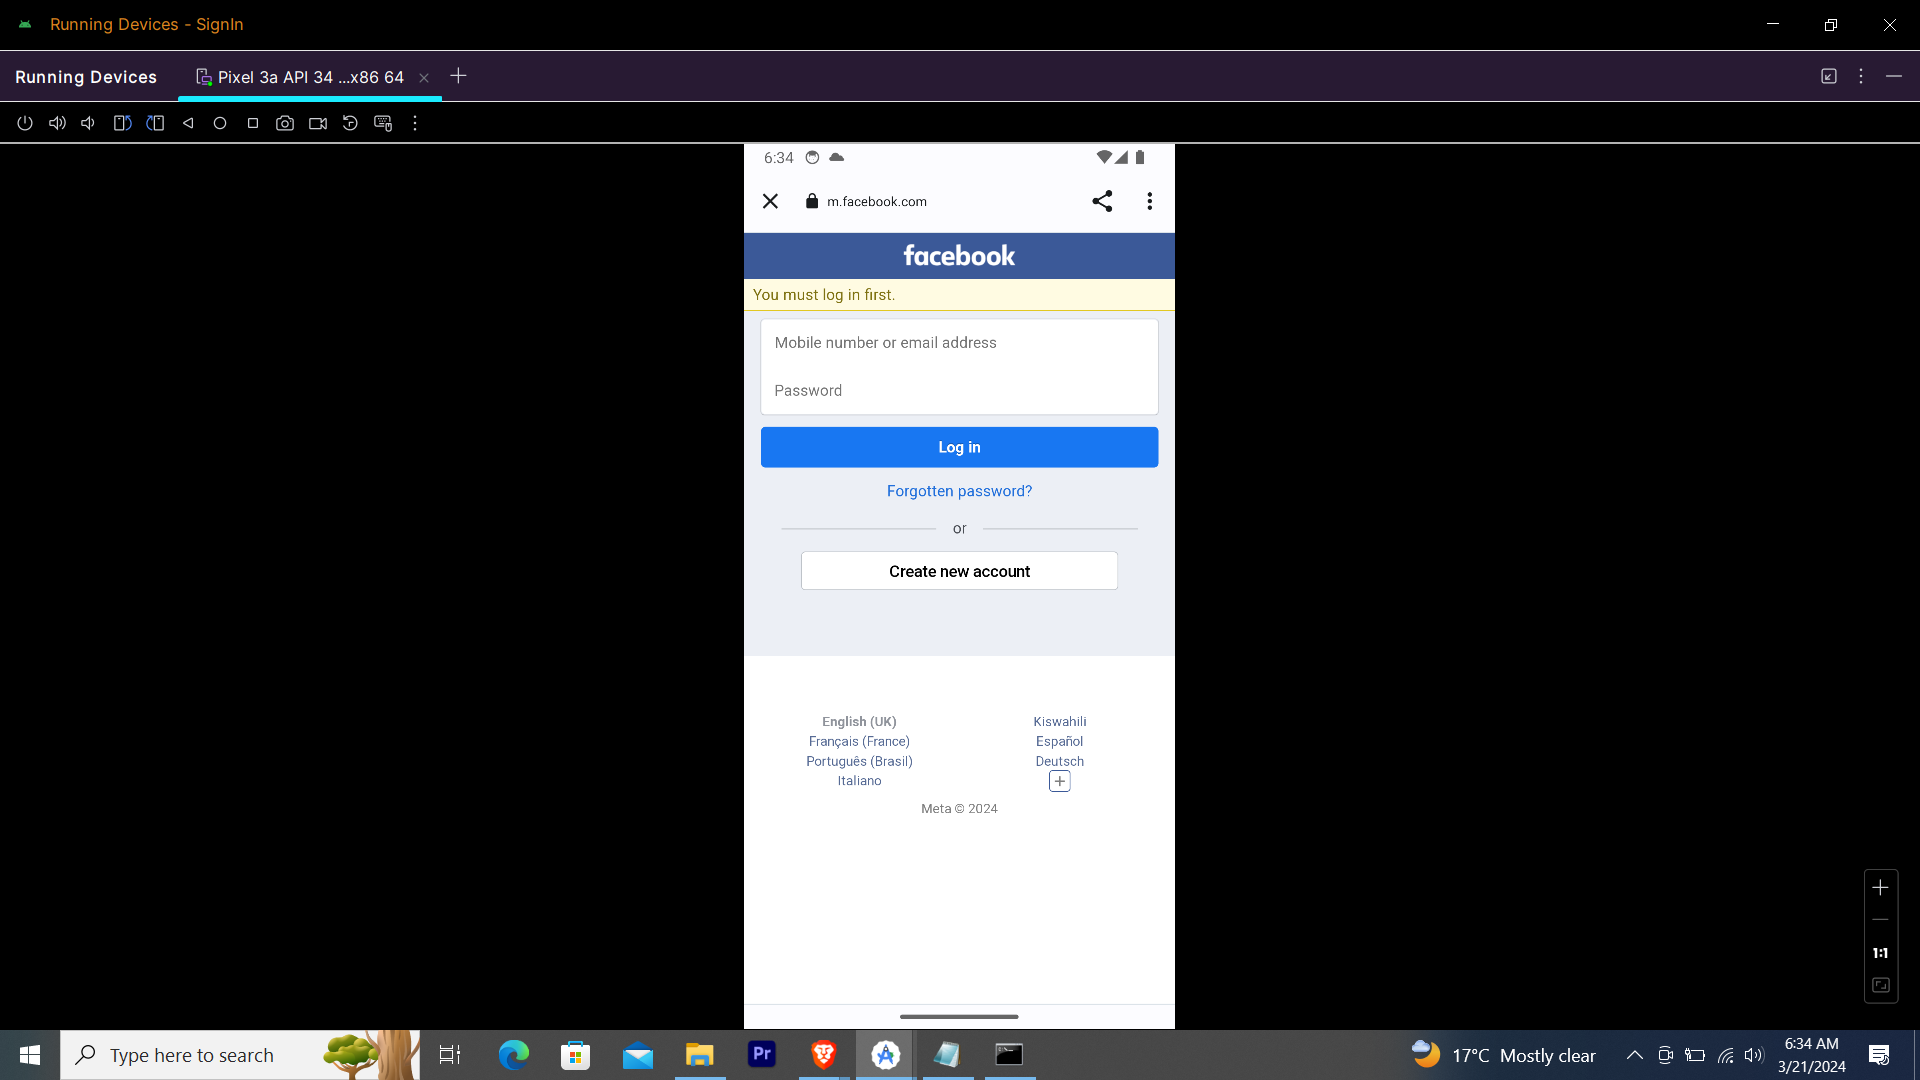 Running Devices - SignIn
Running Devices
Pixel 3a API 34 ...x86 64
6:34
m.facebook.com
facebook
You must log in first.
Mobile number or email address
Password
Log in
Forgotten password?
or
Create new account
English (UK)
Kiswahili
Français (France)
Español
Português (Brasil)
Deutsch
Italiano
Meta © 2024
1:1
Type here to search
Pr
17°C Mostly clear
6:34 AM
3/21/2024